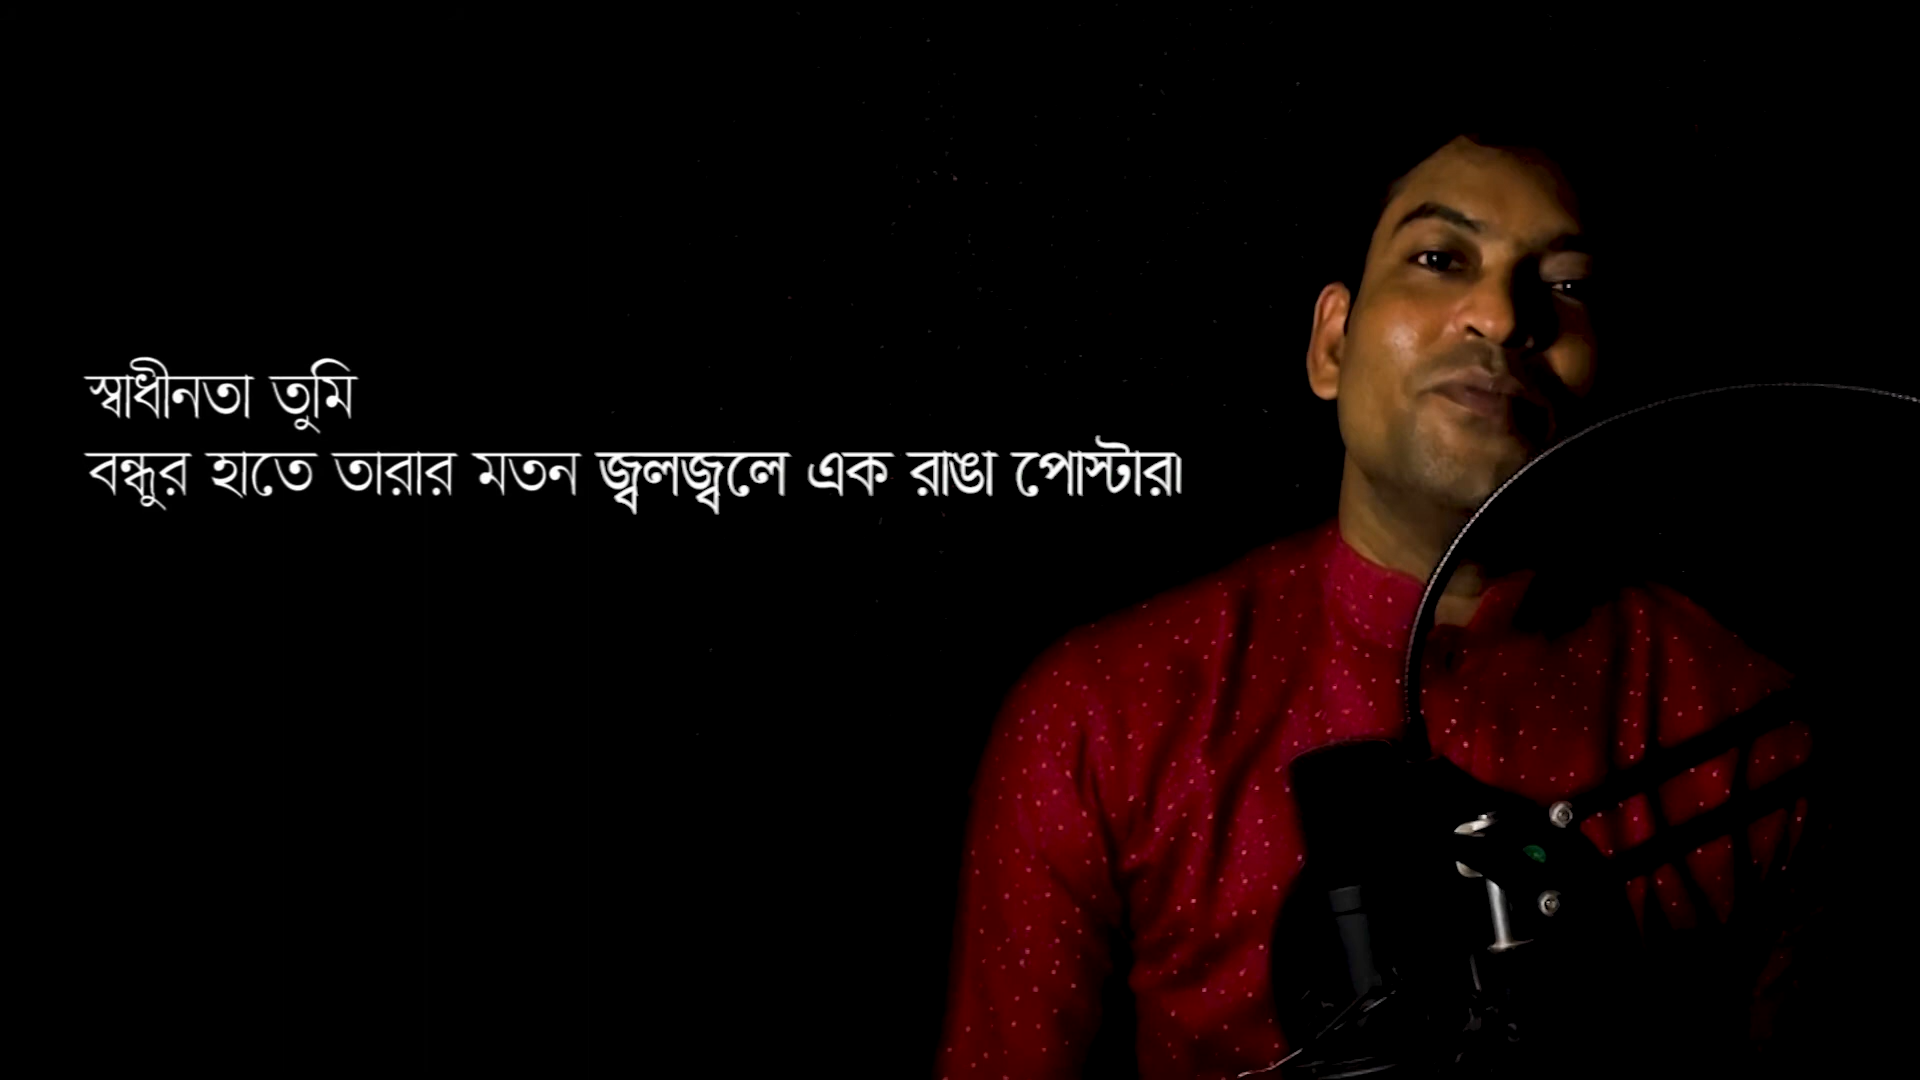 স্বাধীনতা তুমি
বন্ধুর হাতে তারার মতন জ্বলজ্বলে এক রাঙা পোস্টার।